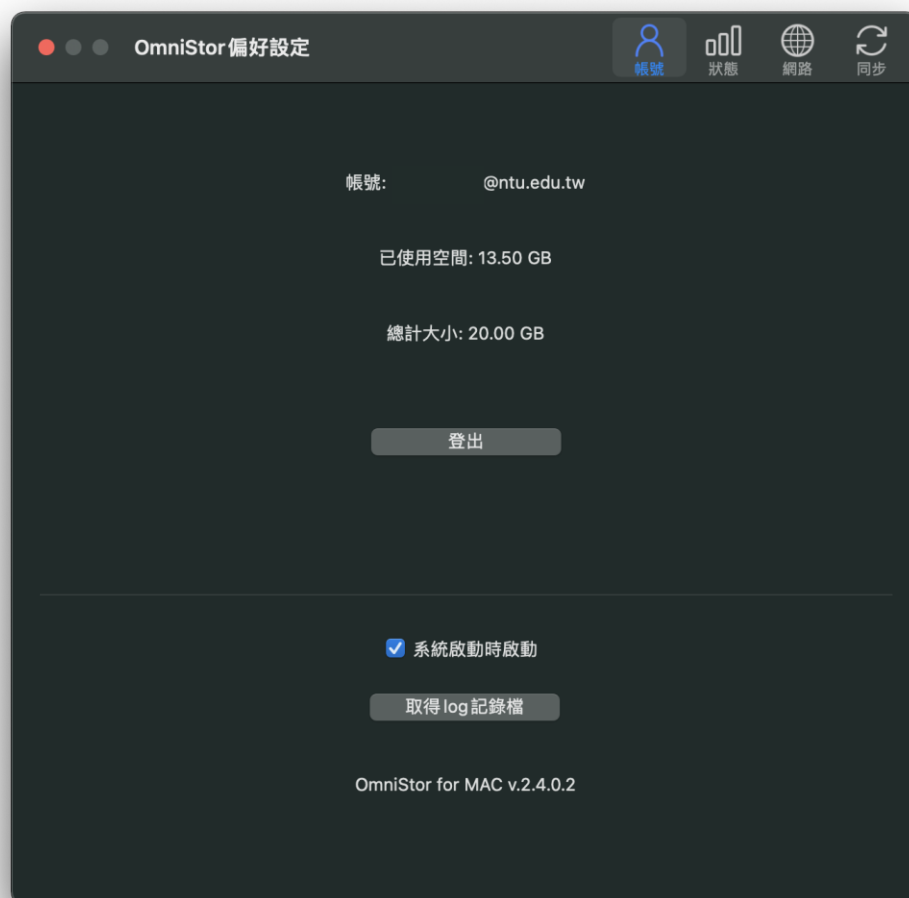 OmniStor偏好設定
帳號
狀態
網路
同步
帳號: @ntu.edu.tw
已使用空間: 13.50 GB
總計大小: 20.00 GB
登出
系統啟動時啟動
取得log記錄檔
OmniStor for MAC v.2.4.0.2